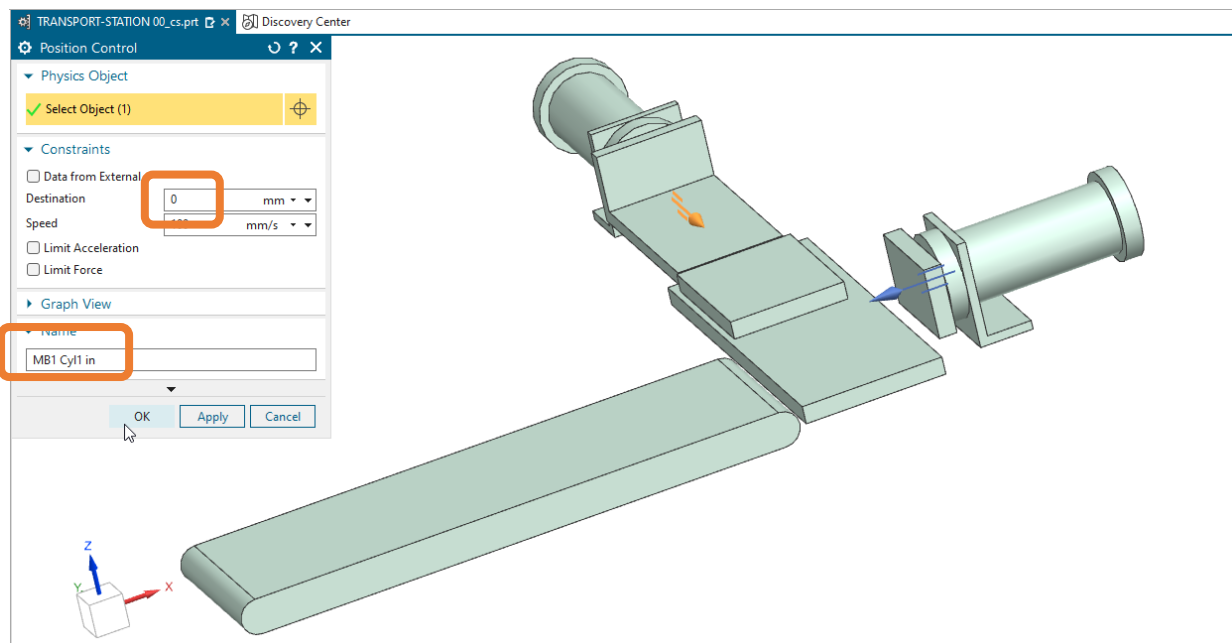 TRANSPORT-STATION 00_cs.prt
Discovery Center
Position Control
Physics Object
Select Object (1)
Constraints
Data from External
Destination 0 mm
Speed mm/s
Limit Acceleration
Limit Force
Graph View
Name
MB1 Cyl1 in
OK Apply Cancel
Z
Y
X